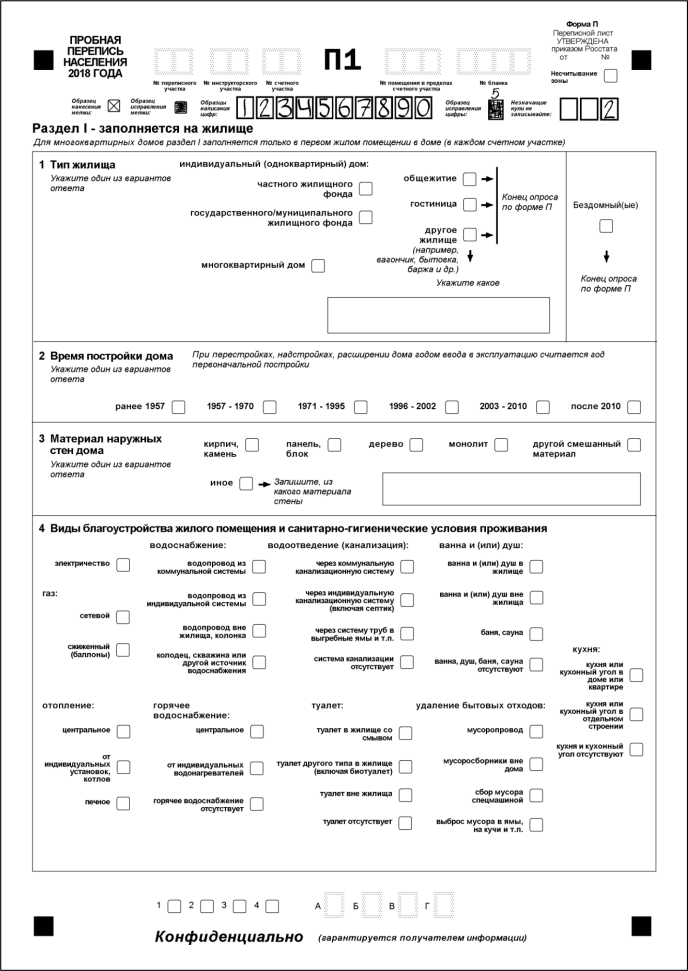 Форма П
Переписной лист
УТВЕРЖДЕНА
приказом Росстата
от №
ПРОБНАЯ
ПЕРЕПИСЬ
НАСЕЛЕНИЯ
2018 ГОДА
П1
№ переписного участка
№ инструкторского участка
№ счетного участка
№ помещения в пределах счетного участка
№ бланка
Несчитывание зоны
Образец нанесения метки:
Образец исправления метки:
Образцы написания цифр:
1 2 3 4 5 6 7 8 9 0
Образец исправления цифры:
5
Незначащие нули не записывайте:
2
Раздел I - заполняется на жилище
Для многоквартирных домов раздел I заполняется только в первом жилом помещении в доме (в каждом счетном участке)
1 Тип жилища
Укажите один из вариантов
ответа
индивидуальный (одноквартирный) дом:
частного жилищного
фонда
государственного/муниципального
жилищного фонда
многоквартирный дом
общежитие
гостиница
другое
жилище
(например,
вагончик, бытовка,
баржа и др.)
Укажите какое
Конец опроса
по форме П
Бездомный(ые)
Конец опроса
по форме П
2 Время постройки дома
Укажите один из вариантов
ответа
При перестройках, надстройках, расширении дома годом ввода в эксплуатацию считается год
первоначальной постройки
ранее 1957
1957 - 1970
1971 - 1995
1996 - 2002
2003 - 2010
после 2010
3 Материал наружных
стен дома
Укажите один из вариантов
ответа
кирпич,
камень
панель,
блок
дерево
монолит
другой смешанный
материал
иное
Запишите, из
какого материала
стены
4 Виды благоустройства жилого помещения и санитарно-гигиенические условия проживания
электричество
газ:
сетевой
сжиженный
(баллоны)
водоснабжение:
водопровод из
коммунальной системы
водопровод из
индивидуальной системы
водопровод вне
жилища, колонка
колодец, скважина или
другой источник
водоснабжения
водоотведение (канализация):
через коммунальную
канализационную систему
через индивидуальную
канализационную систему
(включая септик)
через систему труб в
выгребные ямы и т.п.
система канализации
отсутствует
ванна и (или) душ:
ванна и (или) душ в
жилище
ванна и (или) душ вне
жилища
баня, сауна
ванна, душ, баня, сауна
отсутствуют
кухня:
кухня или
кухонный угол в
доме или
квартире
кухня или
кухонный угол в
отдельном
строении
кухня и кухонный
угол отсутствуют
отопление:
центральное
от
индивидуальных
установок,
котлов
печное
горячее
водоснабжение:
центральное
от индивидуальных
водонагревателей
горячее водоснабжение
отсутствует
туалет:
туалет в жилище со
смывом
туалет другого типа в жилище
(включая биотуалет)
туалет вне жилища
туалет отсутствует
удаление бытовых отходов:
мусоропровод
мусоросборники вне
дома
сбор мусора
спецмашиной
выброс мусора в ямы,
на кучи и т.п.
1 2 3 4 А Б В Г
Конфиденциально (гарантируется получателем информации)